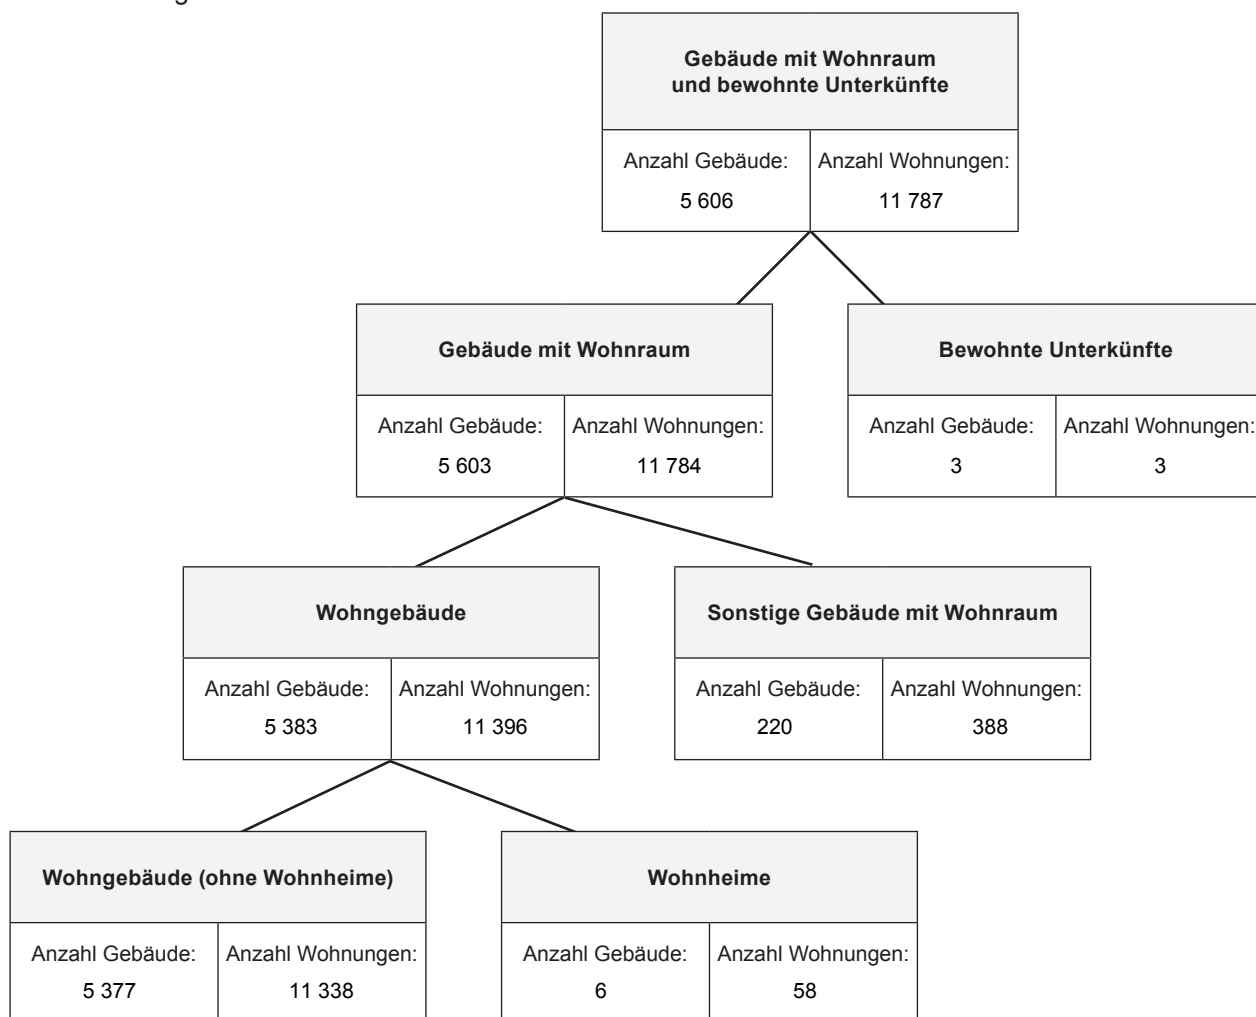 Gebäude mit Wohnraum
und bewohnte Unterkünfte
Anzahl Gebäude: Anzahl Wohnungen:
5 606 11 787
Gebäude mit Wohnraum
Anzahl Gebäude: Anzahl Wohnungen:
5 603 11 784
Bewohnte Unterkünfte
Anzahl Gebäude: Anzahl Wohnungen:
3 3
Wohngebäude
Anzahl Gebäude: Anzahl Wohnungen:
5 383 11 396
Sonstige Gebäude mit Wohnraum
Anzahl Gebäude: Anzahl Wohnungen:
220 388
Wohngebäude (ohne Wohnheime)
Anzahl Gebäude: Anzahl Wohnungen:
5 377 11 338
Wohnheime
Anzahl Gebäude: Anzahl Wohnungen:
6 58